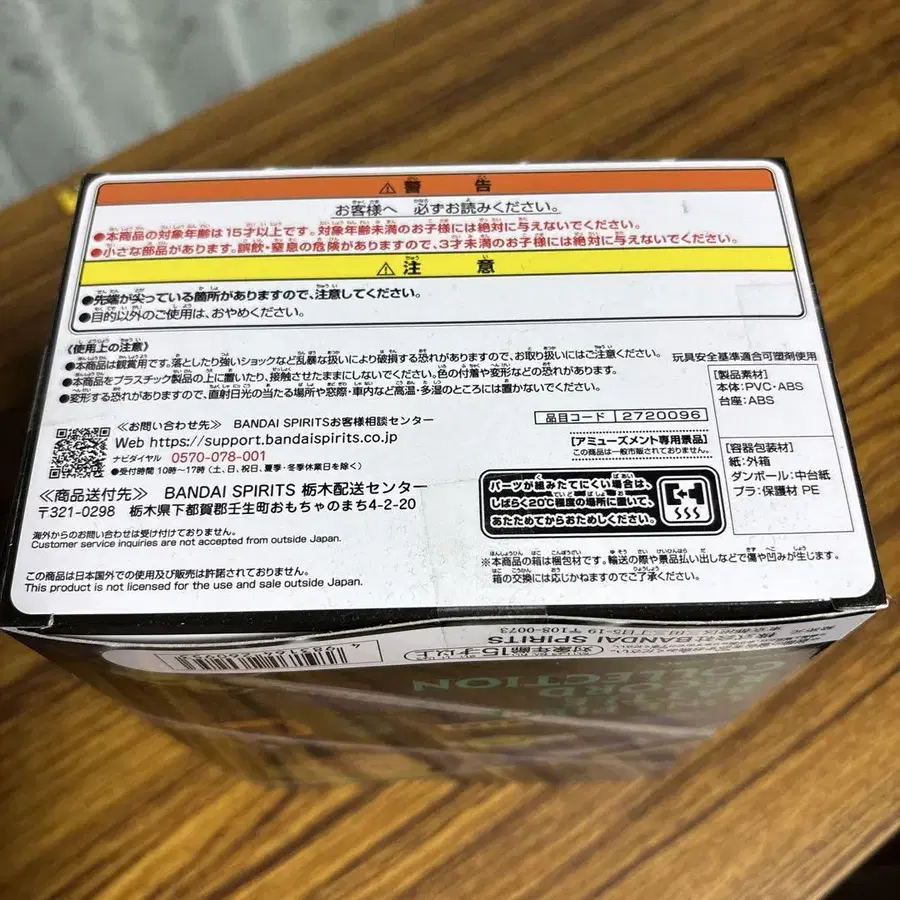 ⚠警告
お客様へ 必ずお読みください。
●本商品の対象年齢は15才以上です。対象年齢未満のお子様には絶対に与えないでください。
●小さな部品があります。誤飲・窒息の危険がありますので、3才未満のお子様には絶対に与えないでください。
⚠注意
●先端が尖っている箇所がありますので、注意してください。
●目的以外のご使用は、おやめください。
《使用上の注意》
●本商品は観賞用です。落としたり強いショックなど乱暴な扱いにより破損する恐れがありますので、お取り扱いにはご注意ください。
●本商品をプラスチック製品の上に置いたり、接触させたままにしないでください。色の付着や変形などの恐れがあります。
●変形する恐れがありますので、直射日光の当たる場所や窓際・車内など高温・多湿のところには置かないでください。
玩具安全基準適合可塑剤使用
[製品素材]
本体:PVC・ABS
台座:ABS
[容器包装材]
紙:外箱
ダンボール:中台紙
プラ:保護材 PE
≪お問い合わせ先≫ BANDAI SPIRITSお客様相談センター
Web https://support.bandaispirits.co.jp
ナビダイヤル 0570-078-001
●受付時間 10時〜17時(土、日、祝日、夏季・冬季休業日を除く)
品目コード 2720096
[アミューズメント専用景品]
この商品は一般市販されておりません。
≪商品送付先≫ BANDAI SPIRITS 栃木配送センター
〒321-0298 栃木県下都賀郡壬生町おもちゃのまち4-2-20
パーツが組みたてにくい場合は、
しばらく20℃程度の場所に置いて、
あたためてからおためしください。
海外からのお問い合わせは受け付けておりません。
Customer service inquiries are not accepted from outside Japan.
※本商品の箱は梱包材です。輸送の際や景品払い出しなどで傷や凹みが生じます。
箱の交換には応じかねますのでご了承ください。
この商品は日本国外での使用及び販売は許諾されておりません。
This product is not licensed for the use and sale outside Japan.
BANDAI SPIRITS
〒108-0073
対象年齢15才以上
RECORD
COLLECTION